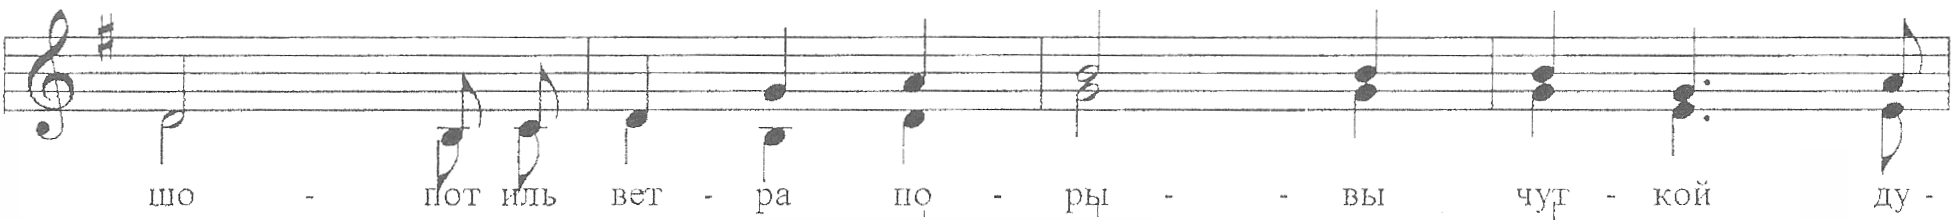 шо - пот иль вет - ра по - ры - - вы чут - кой ду -